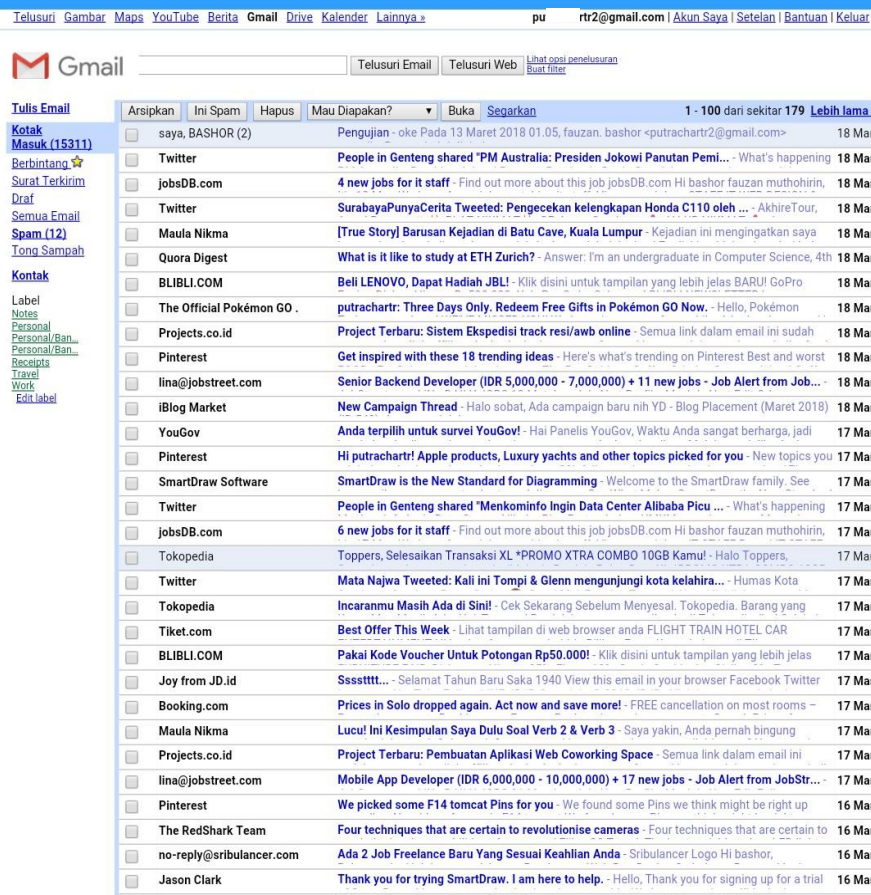 Telusuri Gambar Maps YouTube Berita Gmail Drive Kalender Lainnya »
pu rtr2@gmail.com | Akun Saya | Setelan | Bantuan | Keluar
Gmail
Telusuri Email Telusuri Web Lihat opsi penelusuran
Buat filter
Tulis Email
Kotak
Masuk (15311)
Berbintang
Surat Terkirim
Draf
Semua Email
Spam (12)
Tong Sampah
Kontak
Label
Notes
Personal
Personal/Ban...
Personal/Ban...
Receipts
Travel
Work
Edit label
Arsipkan Ini Spam Hapus Mau Diapakan? Buka Segarkan 1 - 100 dari sekitar 179 Lebih lama
saya, BASHOR (2) Pengujian - oke Pada 13 Maret 2018 01.05, fauzan. bashor <putrachartr2@gmail.com> 18 Mar
Twitter People in Genteng shared "PM Australia: Presiden Jokowi Panutan Pemi... - What's happening 18 Mar
jobsDB.com 4 new jobs for it staff - Find out more about this job jobsDB.com Hi bashor fauzan muthohirin, 18 Mar
Twitter SurabayaPunyaCerita Tweeted: Pengecekan kelengkapan Honda C110 oleh ... - AkhireTour, 18 Mar
Maula Nikma [True Story] Barusan Kejadian di Batu Cave, Kuala Lumpur - Kejadian ini mengingatkan saya 18 Mar
Quora Digest What is it like to study at ETH Zurich? - Answer: I'm an undergraduate in Computer Science, 4th 18 Mar
BLIBLI.COM Beli LENOVO, Dapat Hadiah JBL! - Klik disini untuk tampilan yang lebih jelas BARU! GoPro 18 Mar
The Official Pokémon GO . putrachartr: Three Days Only. Redeem Free Gifts in Pokémon GO Now. - Hello, Pokémon 18 Mar
Projects.co.id Project Terbaru: Sistem Ekspedisi track resi/awb online - Semua link dalam email ini sudah 18 Mar
Pinterest Get inspired with these 18 trending ideas - Here's what's trending on Pinterest Best and worst 18 Mar
lina@jobstreet.com Senior Backend Developer (IDR 5,000,000 - 7,000,000) + 11 new jobs - Job Alert from Job... - 18 Mar
iBlog Market New Campaign Thread - Halo sobat, Ada campaign baru nih YD - Blog Placement (Maret 2018) 18 Mar
YouGov Anda terpilih untuk survei YouGov! - Hai Panelis YouGov, Waktu Anda sangat berharga, jadi 17 Mar
Pinterest Hi putrachartr! Apple products, Luxury yachts and other topics picked for you - New topics you 17 Mar
SmartDraw Software SmartDraw is the New Standard for Diagramming - Welcome to the SmartDraw family. See 17 Mar
Twitter People in Genteng shared "Menkominfo Ingin Data Center Alibaba Picu ... - What's happening 17 Mar
jobsDB.com 6 new jobs for it staff - Find out more about this job jobsDB.com Hi bashor fauzan muthohirin, 17 Mar
Tokopedia Toppers, Selesaikan Transaksi XL *PROMO XTRA COMBO 10GB Kamu! - Halo Toppers, 17 Mar
Twitter Mata Najwa Tweeted: Kali ini Tompi & Glenn mengunjungi kota kelahira... - Humas Kota 17 Mar
Tokopedia Incaranmu Masih Ada di Sini! - Cek Sekarang Sebelum Menyesal. Tokopedia. Barang yang 17 Mar
Tiket.com Best Offer This Week - Lihat tampilan di web browser anda FLIGHT TRAIN HOTEL CAR 17 Mar
BLIBLI.COM Pakai Kode Voucher Untuk Potongan Rp50.000! - Klik disini untuk tampilan yang lebih jelas 17 Mar
Joy from JD.id Sssstttt... - Selamat Tahun Baru Saka 1940 View this email in your browser Facebook Twitter 17 Mar
Booking.com Prices in Solo dropped again. Act now and save more! - FREE cancellation on most rooms – 17 Mar
Maula Nikma Lucu! Ini Kesimpulan Saya Dulu Soal Verb 2 & Verb 3 - Saya yakin, Anda pernah bingung 17 Mar
Projects.co.id Project Terbaru: Pembuatan Aplikasi Web Coworking Space - Semua link dalam email ini 17 Mar
lina@jobstreet.com Mobile App Developer (IDR 6,000,000 - 10,000,000) + 17 new jobs - Job Alert from JobStr... - 17 Mar
Pinterest We picked some F14 tomcat Pins for you - We found some Pins we think might be right up 16 Mar
The RedShark Team Four techniques that are certain to revolutionise cameras - Four techniques that are certain to 16 Mar
no-reply@sribulancer.com Ada 2 Job Freelance Baru Yang Sesuai Keahlian Anda - Sribulancer Logo Hi bashor, 16 Mar
Jason Clark Thank you for trying SmartDraw. I am here to help. - Hello, Thank you for signing up for a trial 16 Mar